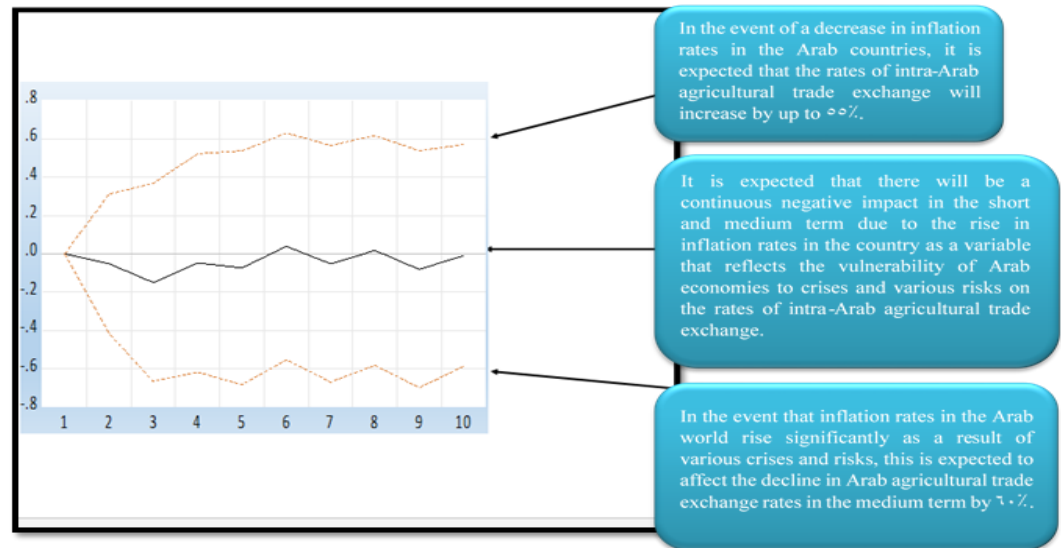 In the event of a decrease in inflation
rates in the Arab countries, it is
expected that the rates of intra-Arab
agricultural trade exchange will
increase by up to ٥٥٪.
.8
.6
.4
.2
.0
-.2
-.4
-.6
-.8
1 2 3 4 5 6 7 8 9 10
It is expected that there will be a
continuous negative impact in the short
and medium term due to the rise in
inflation rates in the country as a variable
that reflects the vulnerability of Arab
economies to crises and various risks on
the rates of intra-Arab agricultural trade
exchange.
In the event that inflation rates in the Arab
world rise significantly as a result of
various crises and risks, this is expected to
affect the decline in Arab agricultural trade
exchange rates in the medium term by ٦٠٪.